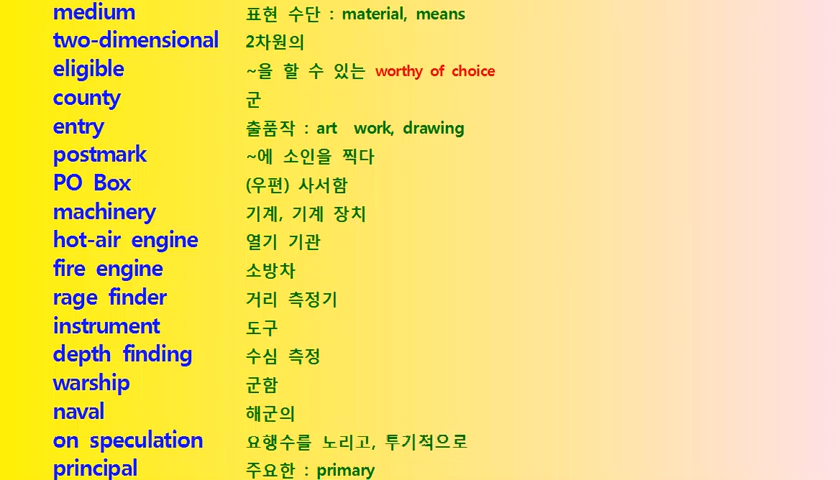 medium 표현 수단 : material, means
two-dimensional 2차원의
eligible ~을 할 수 있는 worthy of choice
county 군
entry 출품작 : art work, drawing
postmark ~에 소인을 찍다
PO Box (우편) 사서함
machinery 기계, 기계 장치
hot-air engine 열기 기관
fire engine 소방차
rage finder 거리 측정기
instrument 도구
depth finding 수심 측정
warship 군함
naval 해군의
on speculation 요행수를 노리고, 투기적으로
principal 주요한 : primary